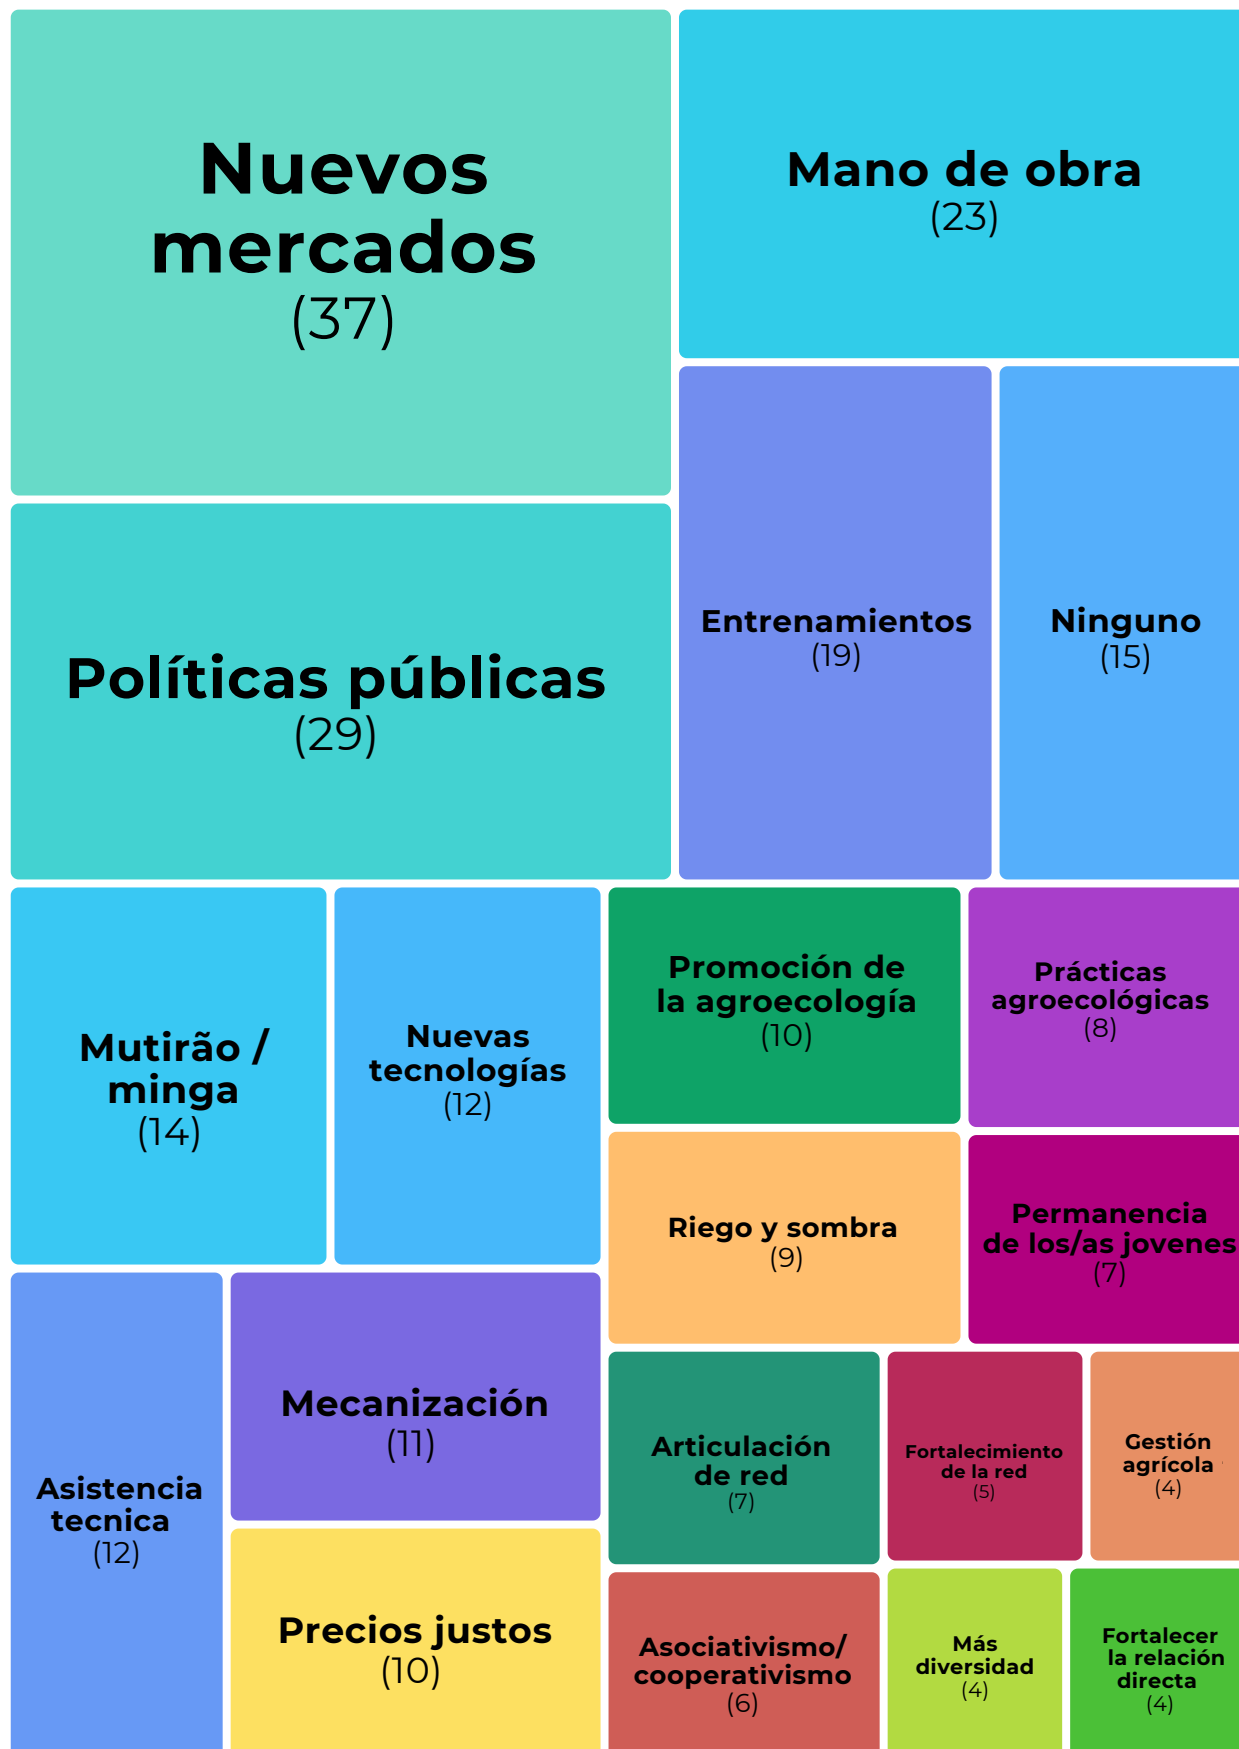 Nuevos
mercados
(37)
Mano de obra
(23)
Políticas públicas
(29)
Entrenamientos
(19)
Ninguno
(15)
Mutirão /
minga
(14)
Nuevas
tecnologías
(12)
Promoción de
la agroecología
(10)
Prácticas
agroecológicas
(8)
Riego y sombra
(9)
Permanencia
de los/as jovenes
(7)
Asistencia
tecnica
(12)
Mecanización
(11)
Precios justos
(10)
Articulación
de red
(7)
Fortalecimiento
de la red
(5)
Gestión
agrícola
(4)
Asociativismo/
cooperativismo
(6)
Más
diversidad
(4)
Fortalecer
la relación
directa
(4)